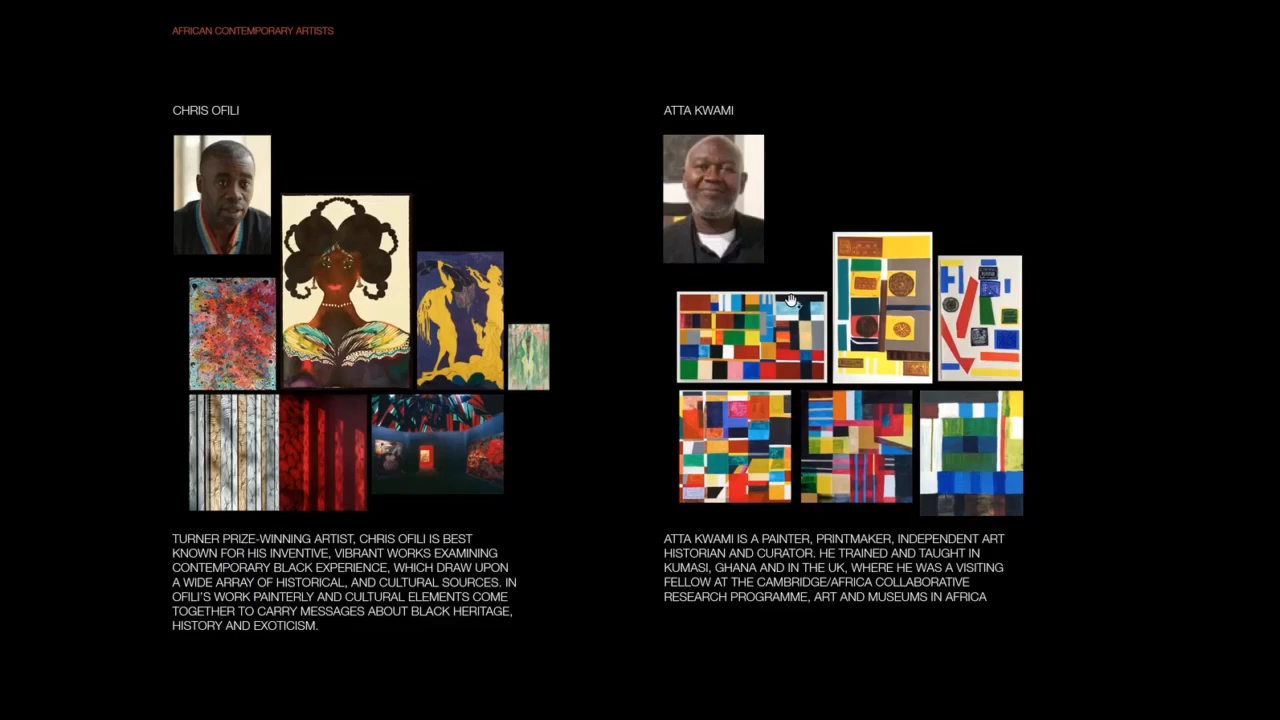 AFRICAN CONTEMPORARY ARTISTS
CHRIS OFILI
TURNER PRIZE-WINNING ARTIST, CHRIS OFILI IS BEST
KNOWN FOR HIS INVENTIVE, VIBRANT WORKS EXAMINING
CONTEMPORARY BLACK EXPERIENCE, WHICH DRAW UPON
A WIDE ARRAY OF HISTORICAL, AND CULTURAL SOURCES. IN
OFILI'S WORK PAINTERLY AND CULTURAL ELEMENTS COME
TOGETHER TO CARRY MESSAGES ABOUT BLACK HERITAGE,
HISTORY AND EXOTICISM.
ATTA KWAMI
ATTA KWAMI IS A PAINTER, PRINTMAKER, INDEPENDENT ART
HISTORIAN AND CURATOR. HE TRAINED AND TAUGHT IN
KUMASI, GHANA AND IN THE UK, WHERE HE WAS A VISITING
FELLOW AT THE CAMBRIDGE/AFRICA COLLABORATIVE
RESEARCH PROGRAMME, ART AND MUSEUMS IN AFRICA